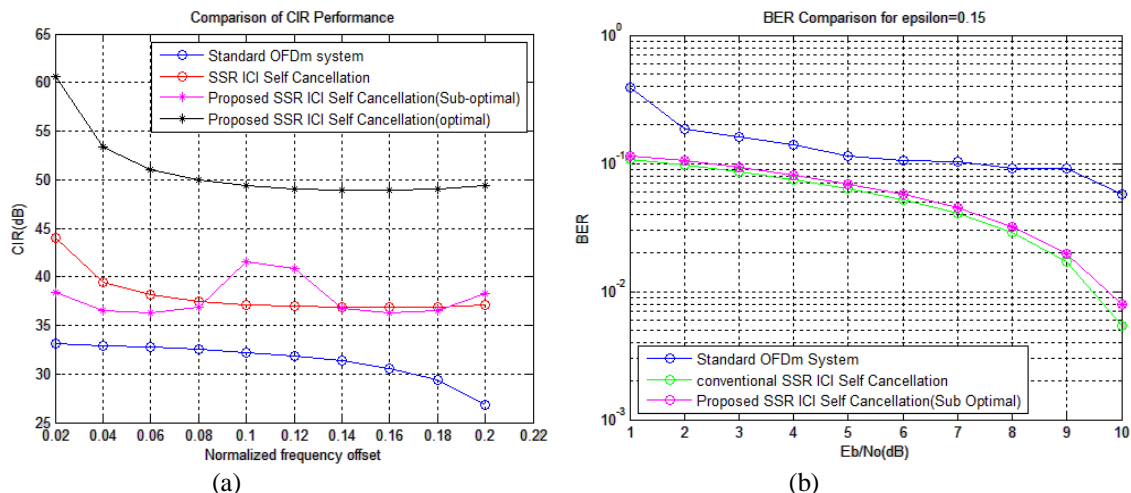 Comparison of CIR Performance
65
60
55
50
45
40
35
30
25
CIR(dB)
Standard OFDm system
SSR ICI Self Cancellation
Proposed SSR ICI Self Cancellation(Sub-optimal)
Proposed SSR ICI Self Cancellation(optimal)
0.02 0.04 0.06 0.08 0.1 0.12 0.14 0.16 0.18 0.2 0.22
Normalized frequency offset
(a)
BER Comparison for epsilon=0.15
10^0
10^-1
10^-2
10^-3
BER
Standard OFDm System
conventional SSR ICI Self Cancellation
Proposed SSR ICI Self Cancellation(Sub Optimal)
1 2 3 4 5 6 7 8 9 10
Eb/No(dB)
(b)